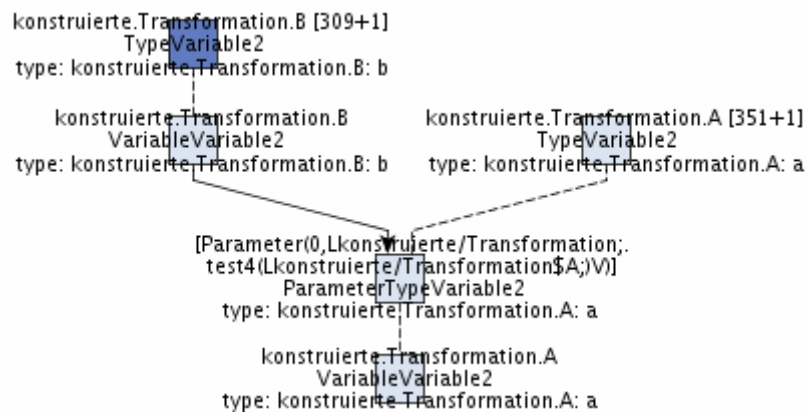 konstruierte.Transformation.B [309+1]
TypeVariable2
type: konstruierte.Transformation.B: b
konstruierte.Transformation.B
VariableVariable2
type: konstruierte.Transformation.B: b
konstruierte.Transformation.A [351+1]
TypeVariable2
type: konstruierte.Transformation.A: a
[Parameter(0,Lkonstruierte/Transformation;.
test4(Lkonstruierte/Transformation$A;)V)]
ParameterTypeVariable2
type: konstruierte.Transformation.A: a
konstruierte.Transformation.A
VariableVariable2
type: konstruierte.Transformation.A: a